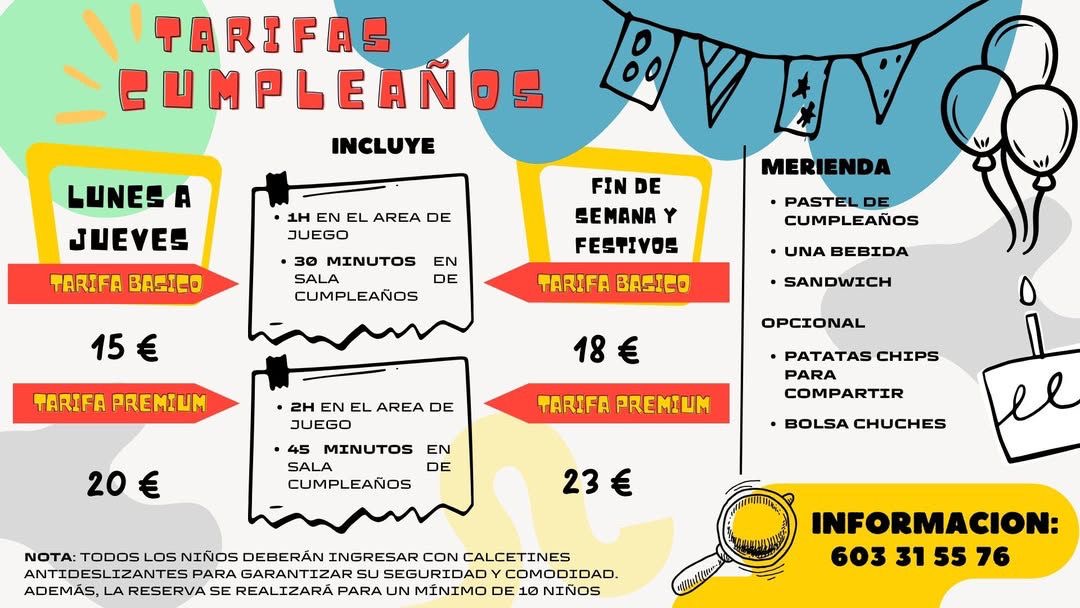 TARIFAS
CUMPLEAÑOS
INCLUYE
LUNES A
JUEVES
TARIFA BASICO
15 €
TARIFA PREMIUM
20 €
• 1H EN EL AREA DE
JUEGO
• 30 MINUTOS EN
SALA DE
CUMPLEAÑOS
• 2H EN EL AREA DE
JUEGO
• 45 MINUTOS EN
SALA DE
CUMPLEAÑOS
FIN DE
SEMANA Y
FESTIVOS
TARIFA BASICO
18 €
TARIFA PREMIUM
23 €
MERIENDA
• PASTEL DE
CUMPLEAÑOS
• UNA BEBIDA
• SANDWICH
OPCIONAL
• PATATAS CHIPS
PARA
COMPARTIR
• BOLSA CHUCHES
INFORMACION:
603 31 55 76
NOTA: TODOS LOS NIÑOS DEBERÁN INGRESAR CON CALCETINES
ANTIDESLIZANTES PARA GARANTIZAR SU SEGURIDAD Y COMODIDAD.
ADEMÁS, LA RESERVA SE REALIZARÁ PARA UN MÍNIMO DE 10 NIÑOS